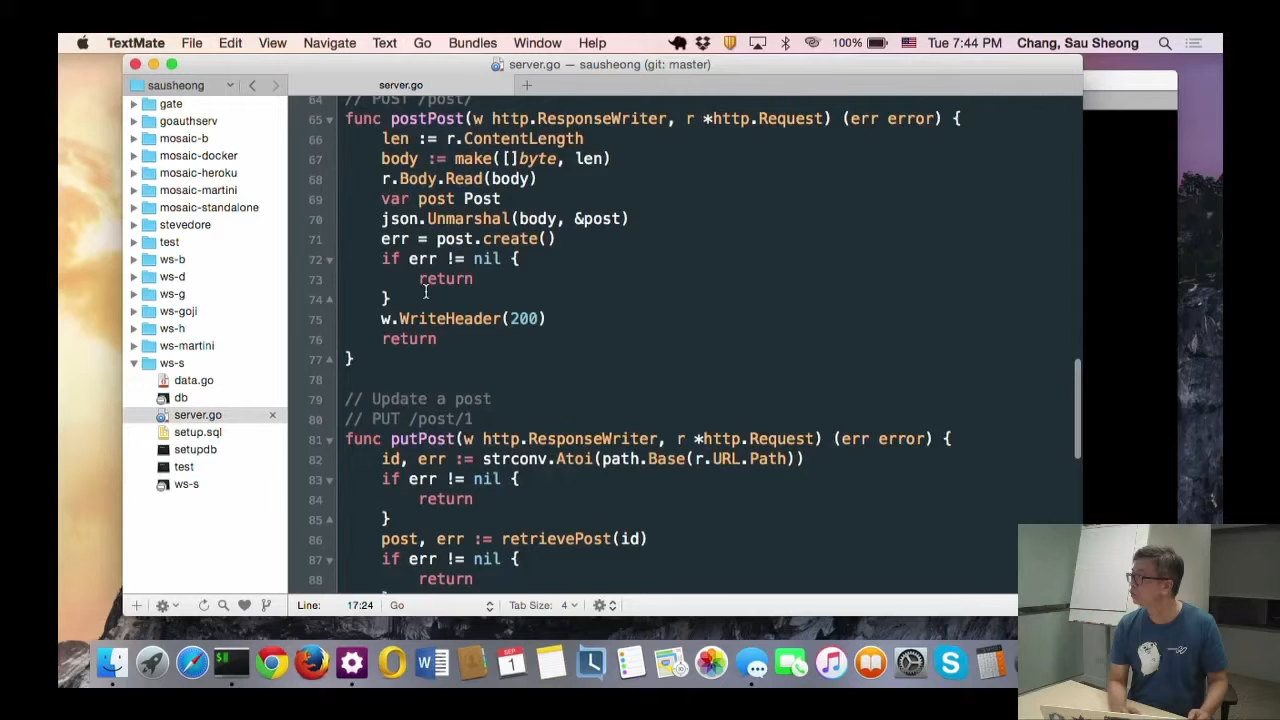 TextMate File Edit View Navigate Text Go Bundles Window Help 100% Tue 7:44 PM Chang, Sau Sheong
server.go — sausheong (git: master)
sausheong
server.go
gate
goauthserv
mosaic-b
mosaic-docker
mosaic-heroku
mosaic-martini
mosaic-standalone
stevedore
test
ws-b
ws-d
ws-g
ws-goji
ws-h
ws-martini
ws-s
data.go
db
server.go
setup.sql
setupdb
test
ws-s
64 // POST /post/
65 func postPost(w http.ResponseWriter, r *http.Request) (err error) {
66 len := r.ContentLength
67 body := make([]byte, len)
68 r.Body.Read(body)
69 var post Post
70 json.Unmarshal(body, &post)
71 err = post.create()
72 if err != nil {
73 return
74 }
75 w.WriteHeader(200)
76 return
77 }
78
79 // Update a post
80 // PUT /post/1
81 func putPost(w http.ResponseWriter, r *http.Request) (err error) {
82 id, err := strconv.Atoi(path.Base(r.URL.Path))
83 if err != nil {
84 return
85 }
86 post, err := retrievePost(id)
87 if err != nil {
88 return
Line: 17:24 Go Tab Size: 4
SEP
1